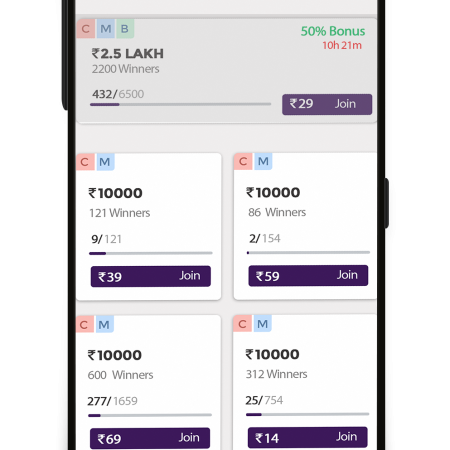 C M B
50% Bonus
10h 21m
₹2.5 LAKH
2200 Winners
432/6500
₹29 Join
C M
₹10000
121 Winners
9/121
₹39 Join
C M
₹10000
86 Winners
2/154
₹59 Join
C M
₹10000
600 Winners
277/1659
₹69 Join
C M
₹10000
312 Winners
25/754
₹14 Join